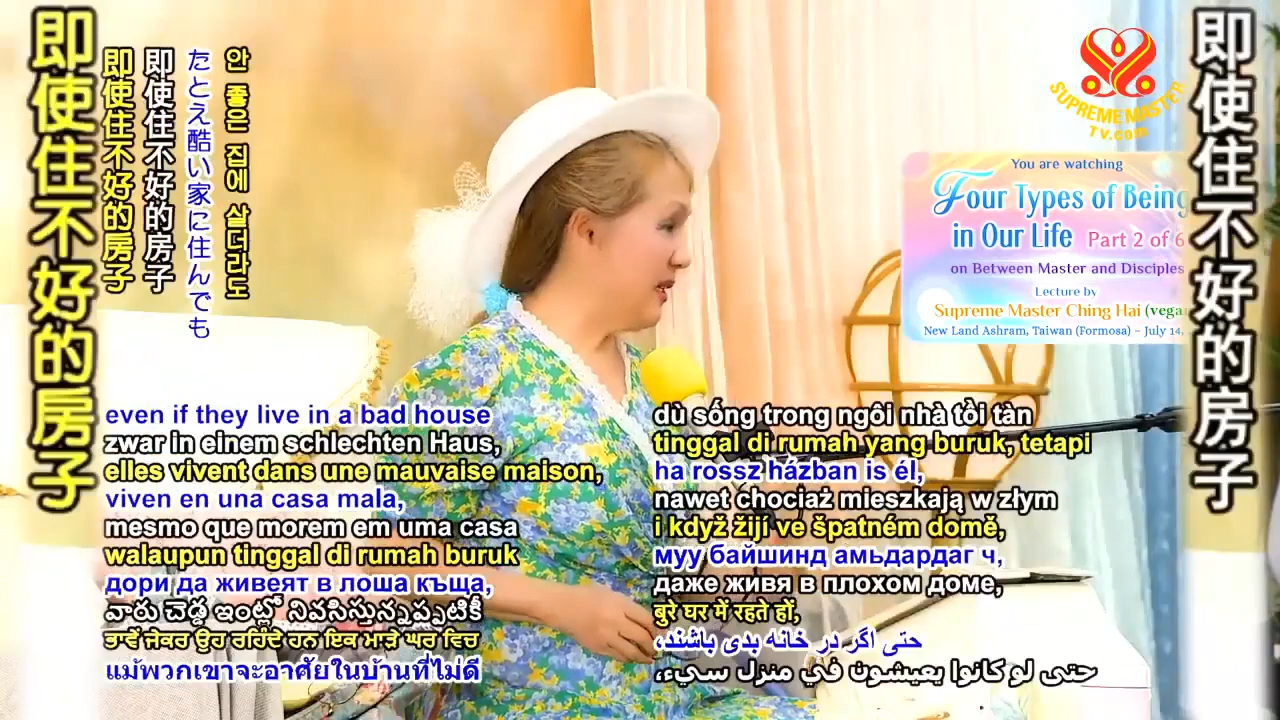 即使住不好的房子
即使住不好的房子
即使住不好的房子
たとえ酷い家に住んでも
안 좋은 집에 살더라도
SUPREME MASTER
TV.com
You are watching
Four Types of Being
in Our Life Part 2 of 6
on Between Master and Disciples
Lecture by
Supreme Master Ching Hai (vega
New Land Ashram, Taiwan (Formosa) – July 14,
即使住不好的房子
even if they live in a bad house
zwar in einem schlechten Haus,
elles vivent dans une mauvaise maison,
viven en una casa mala,
mesmo que morem em uma casa
walaupun tinggal di rumah buruk
дори да живеят в лоша къща,
వారు చెడ్డ ఇంట్లో నివసిస్తున్నప్పటికీ
ਭਾਵੇਂ ਜੇਕਰ ਉਹ ਰਹਿੰਦੇ ਹਨ ਇਕ ਮਾੜੇ ਘਰ ਵਿਚ
แม้พวกเขาจะอาศัยในบ้านที่ไม่ดี
dù sống trong ngôi nhà tồi tàn
tinggal di rumah yang buruk, tetapi
ha rossz házban is él,
nawet chociaż mieszkają w złym
i když žijí ve špatném domě,
муу байшинд амьдардаг ч,
даже живя в плохом доме,
बुरे घर में रहते हों,
حتی اگر در خانه بدی باشند،
حتى لو كانوا يعيشون في منزل سيء،